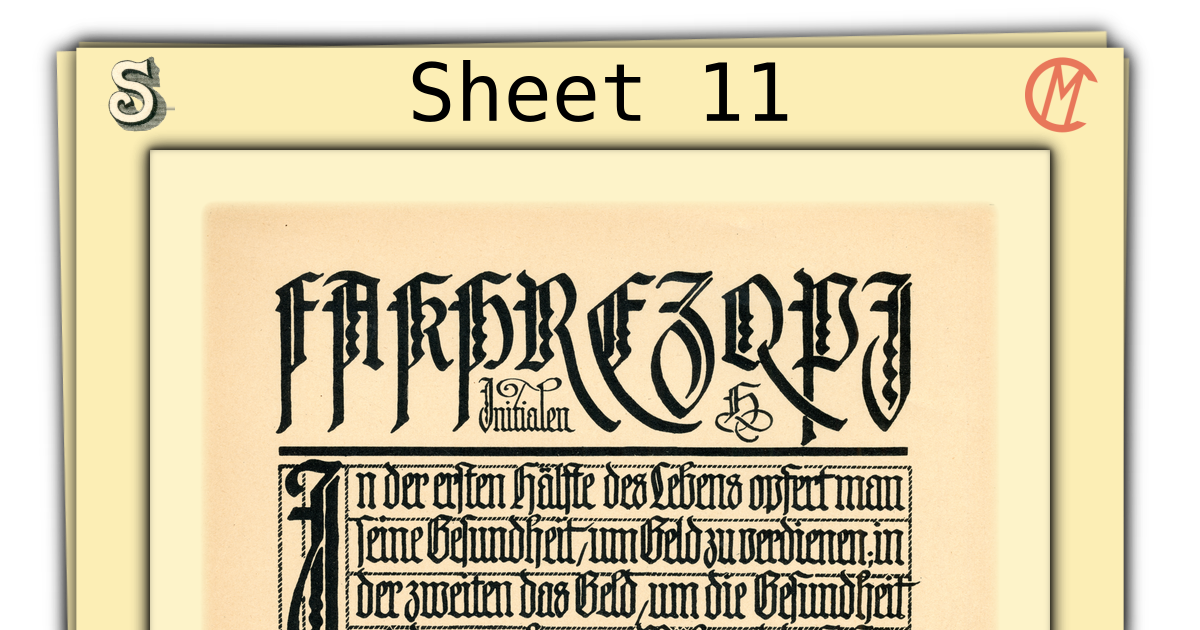 S Sheet 11
FAKHREZQPJ
Initialen
In der erſten Hälfte des Lebens opfert man
ſeine Geſundheit, um Geld zu verdienen; in
der zweiten das Geld, um die Geſundheit